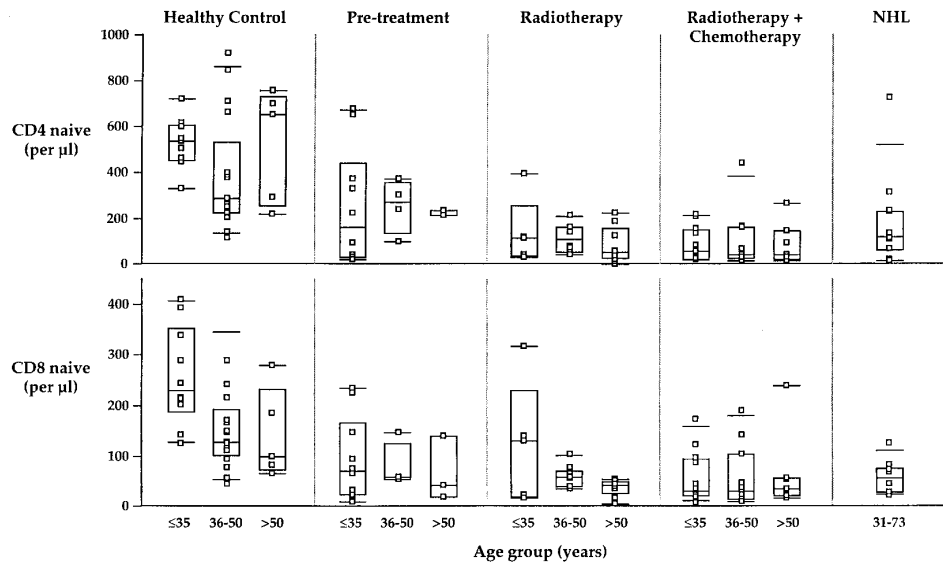 Healthy Control Pre-treatment Radiotherapy Radiotherapy + NHL
Chemotherapy
1000
800
CD4 naive
(per µl)
600
400
200
0
400
CD8 naive
(per µl)
300
200
100
0
≤35 36-50 >50 ≤35 36-50 >50 ≤35 36-50 >50 ≤35 36-50 >50 31-73
Age group (years)